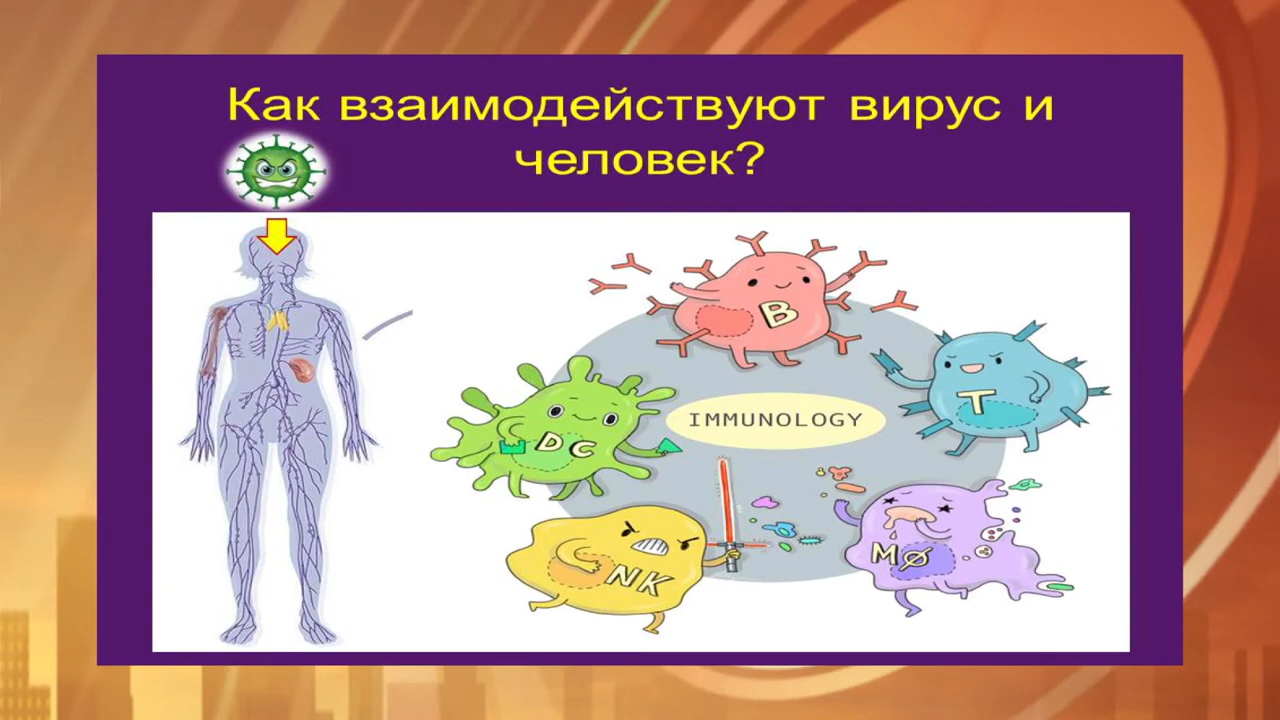 Как взаимодействуют вирус и
человек?
B
T
IMMUNOLOGY
DC
NK
MØ